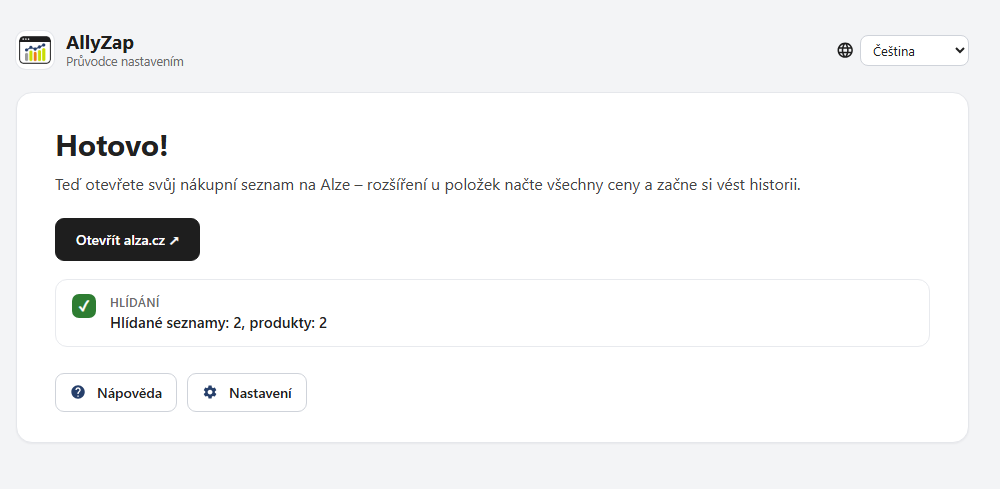 AllyZap
Průvodce nastavením
Čeština
Hotovo!
Teď otevřete svůj nákupní seznam na Alze – rozšíření u položek načte všechny ceny a začne si vést historii.
Otevřít alza.cz ↗
HLÍDÁNÍ
Hlídané seznamy: 2, produkty: 2
Nápověda
Nastavení